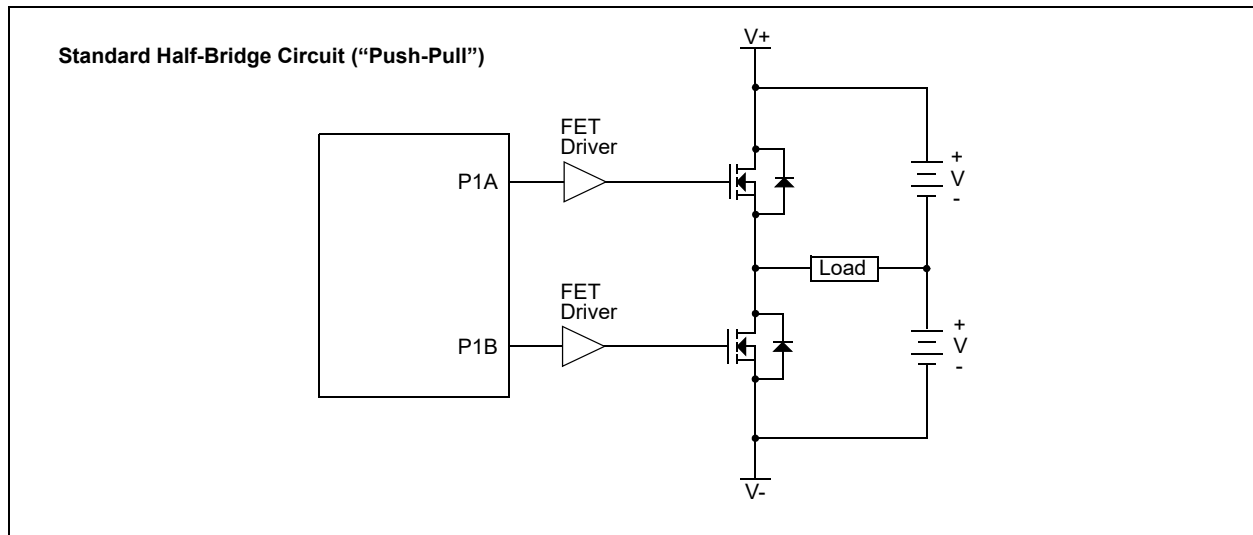 Standard Half-Bridge Circuit (“Push-Pull”)
V+
FET
Driver
P1A
+
V
-
Load
FET
Driver
P1B
+
V
-
V-